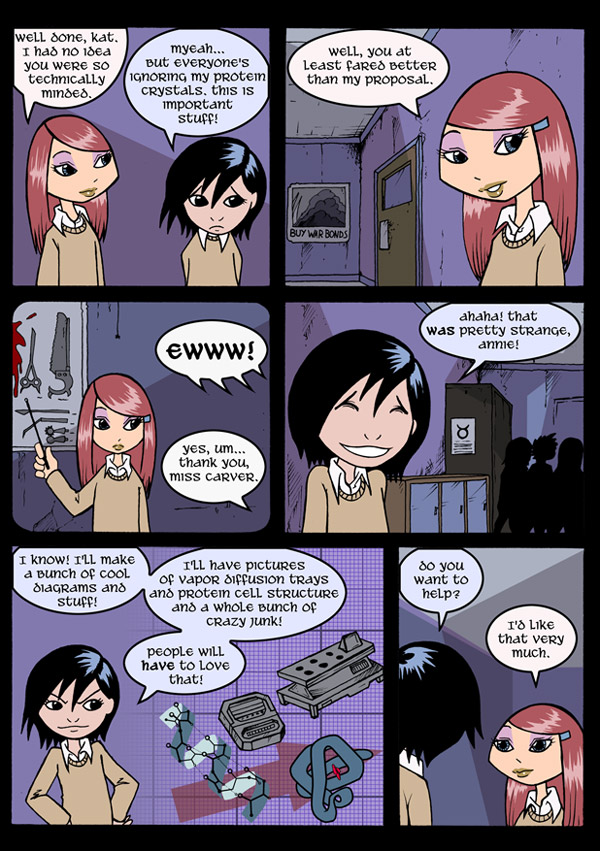 WELL DONE, KAT.
I HAD NO IDEA
YOU WERE SO
TECHNICALLY
MINDED.
MYEAH...
BUT EVERYONE'S
IGNORING MY PROTEIN
CRYSTALS. THIS IS
IMPORTANT
STUFF!
WELL, YOU AT
LEAST FARED BETTER
THAN MY PROPOSAL.
BUY WAR BONDS
EWWW!
YES, UM...
THANK YOU,
MISS CARVER.
AHAHA! THAT
WAS PRETTY STRANGE,
ANNIE!
I KNOW! I'LL MAKE
A BUNCH OF COOL
DIAGRAMS AND
STUFF!
I'LL HAVE PICTURES
OF VAPOR DIFFUSION TRAYS
AND PROTEIN CELL STRUCTURE
AND A WHOLE BUNCH OF
CRAZY JUNK!
PEOPLE WILL
HAVE TO LOVE
THAT!
DO YOU
WANT TO
HELP?
I'D LIKE
THAT VERY
MUCH.